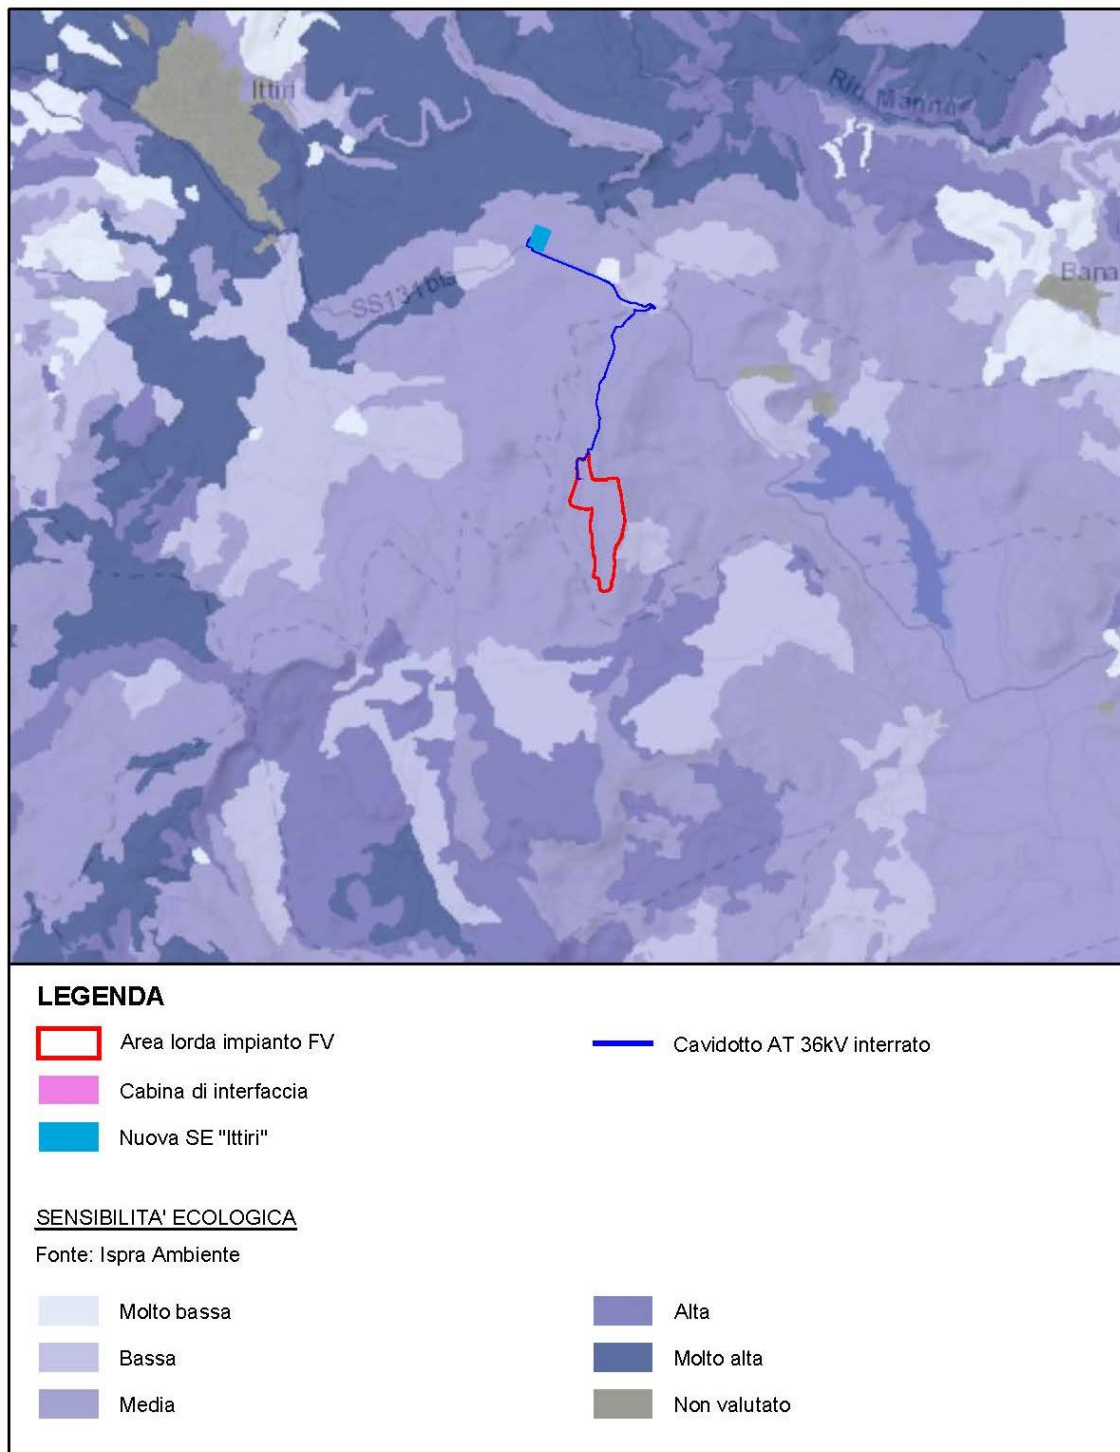 Ittiri
Rio Mannu
SS131bis
Bana
LEGENDA
Area lorda impianto FV
Cavidotto AT 36kV interrato
Cabina di interfaccia
Nuova SE "Ittiri"
SENSIBILITA' ECOLOGICA
Fonte: Ispra Ambiente
Molto bassa
Alta
Bassa
Molto alta
Media
Non valutato